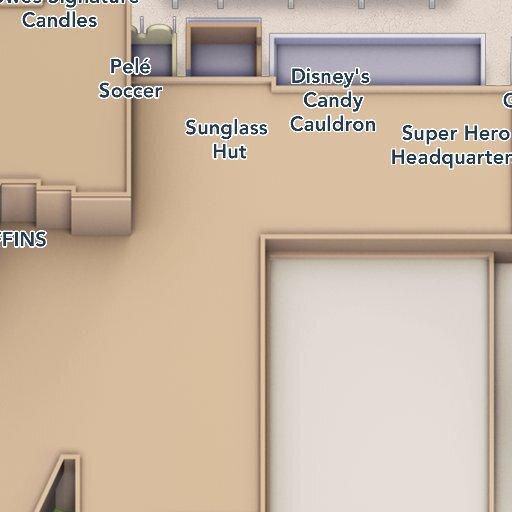 Candles
Pelé
Soccer
Sunglass
Hut
Disney's
Candy
Cauldron
Super Hero
Headquarter
FFINS